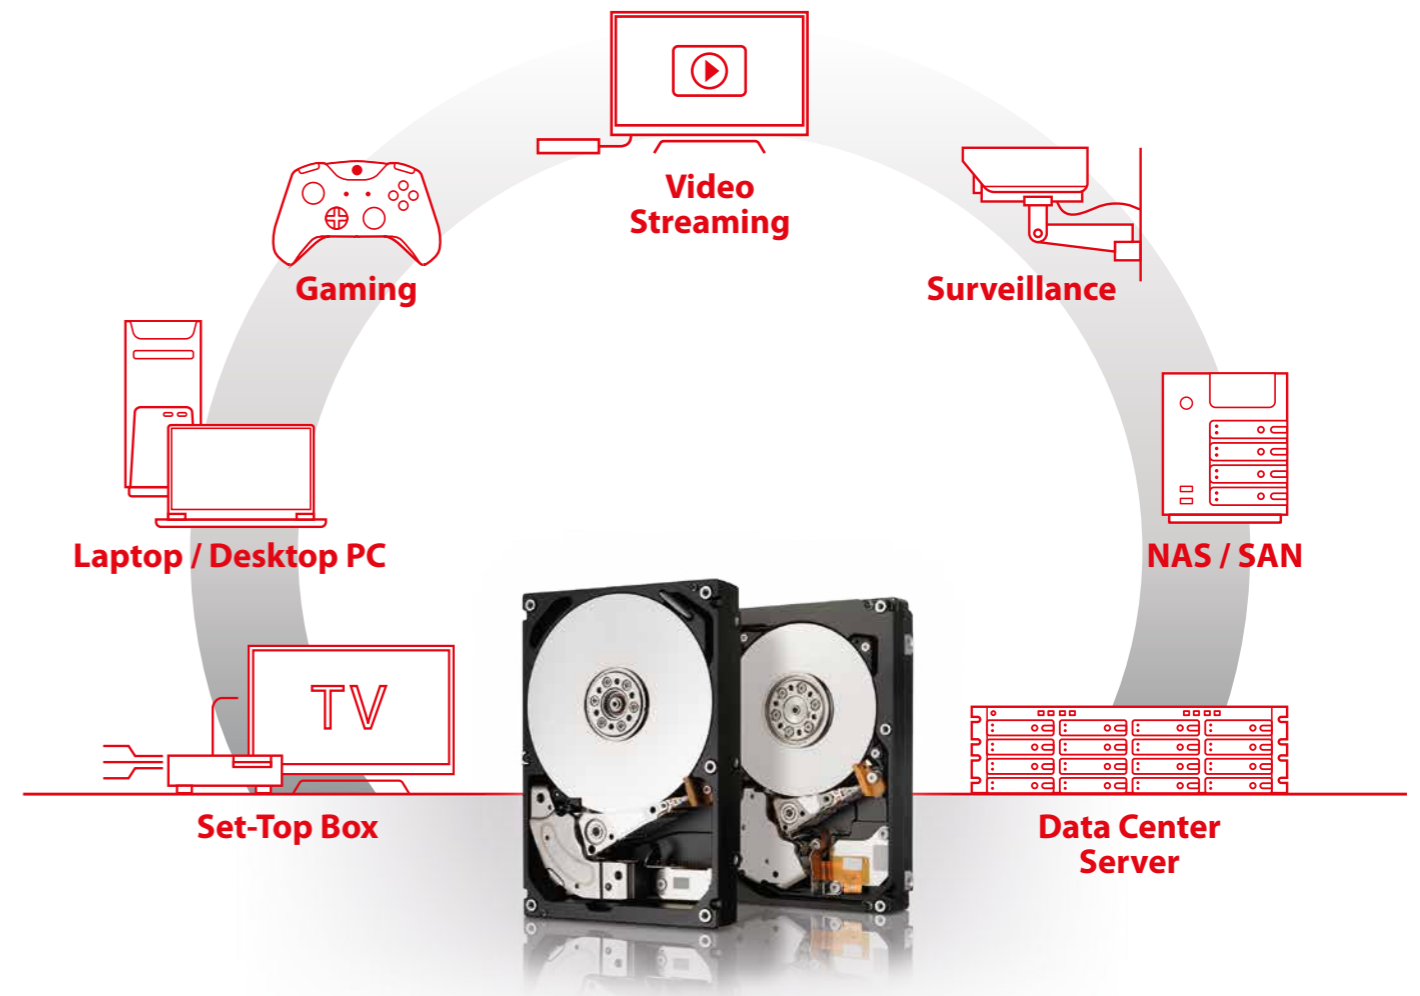 Video
Streaming
Gaming
Surveillance
Laptop / Desktop PC
NAS / SAN
TV
Set-Top Box
Data Center
Server